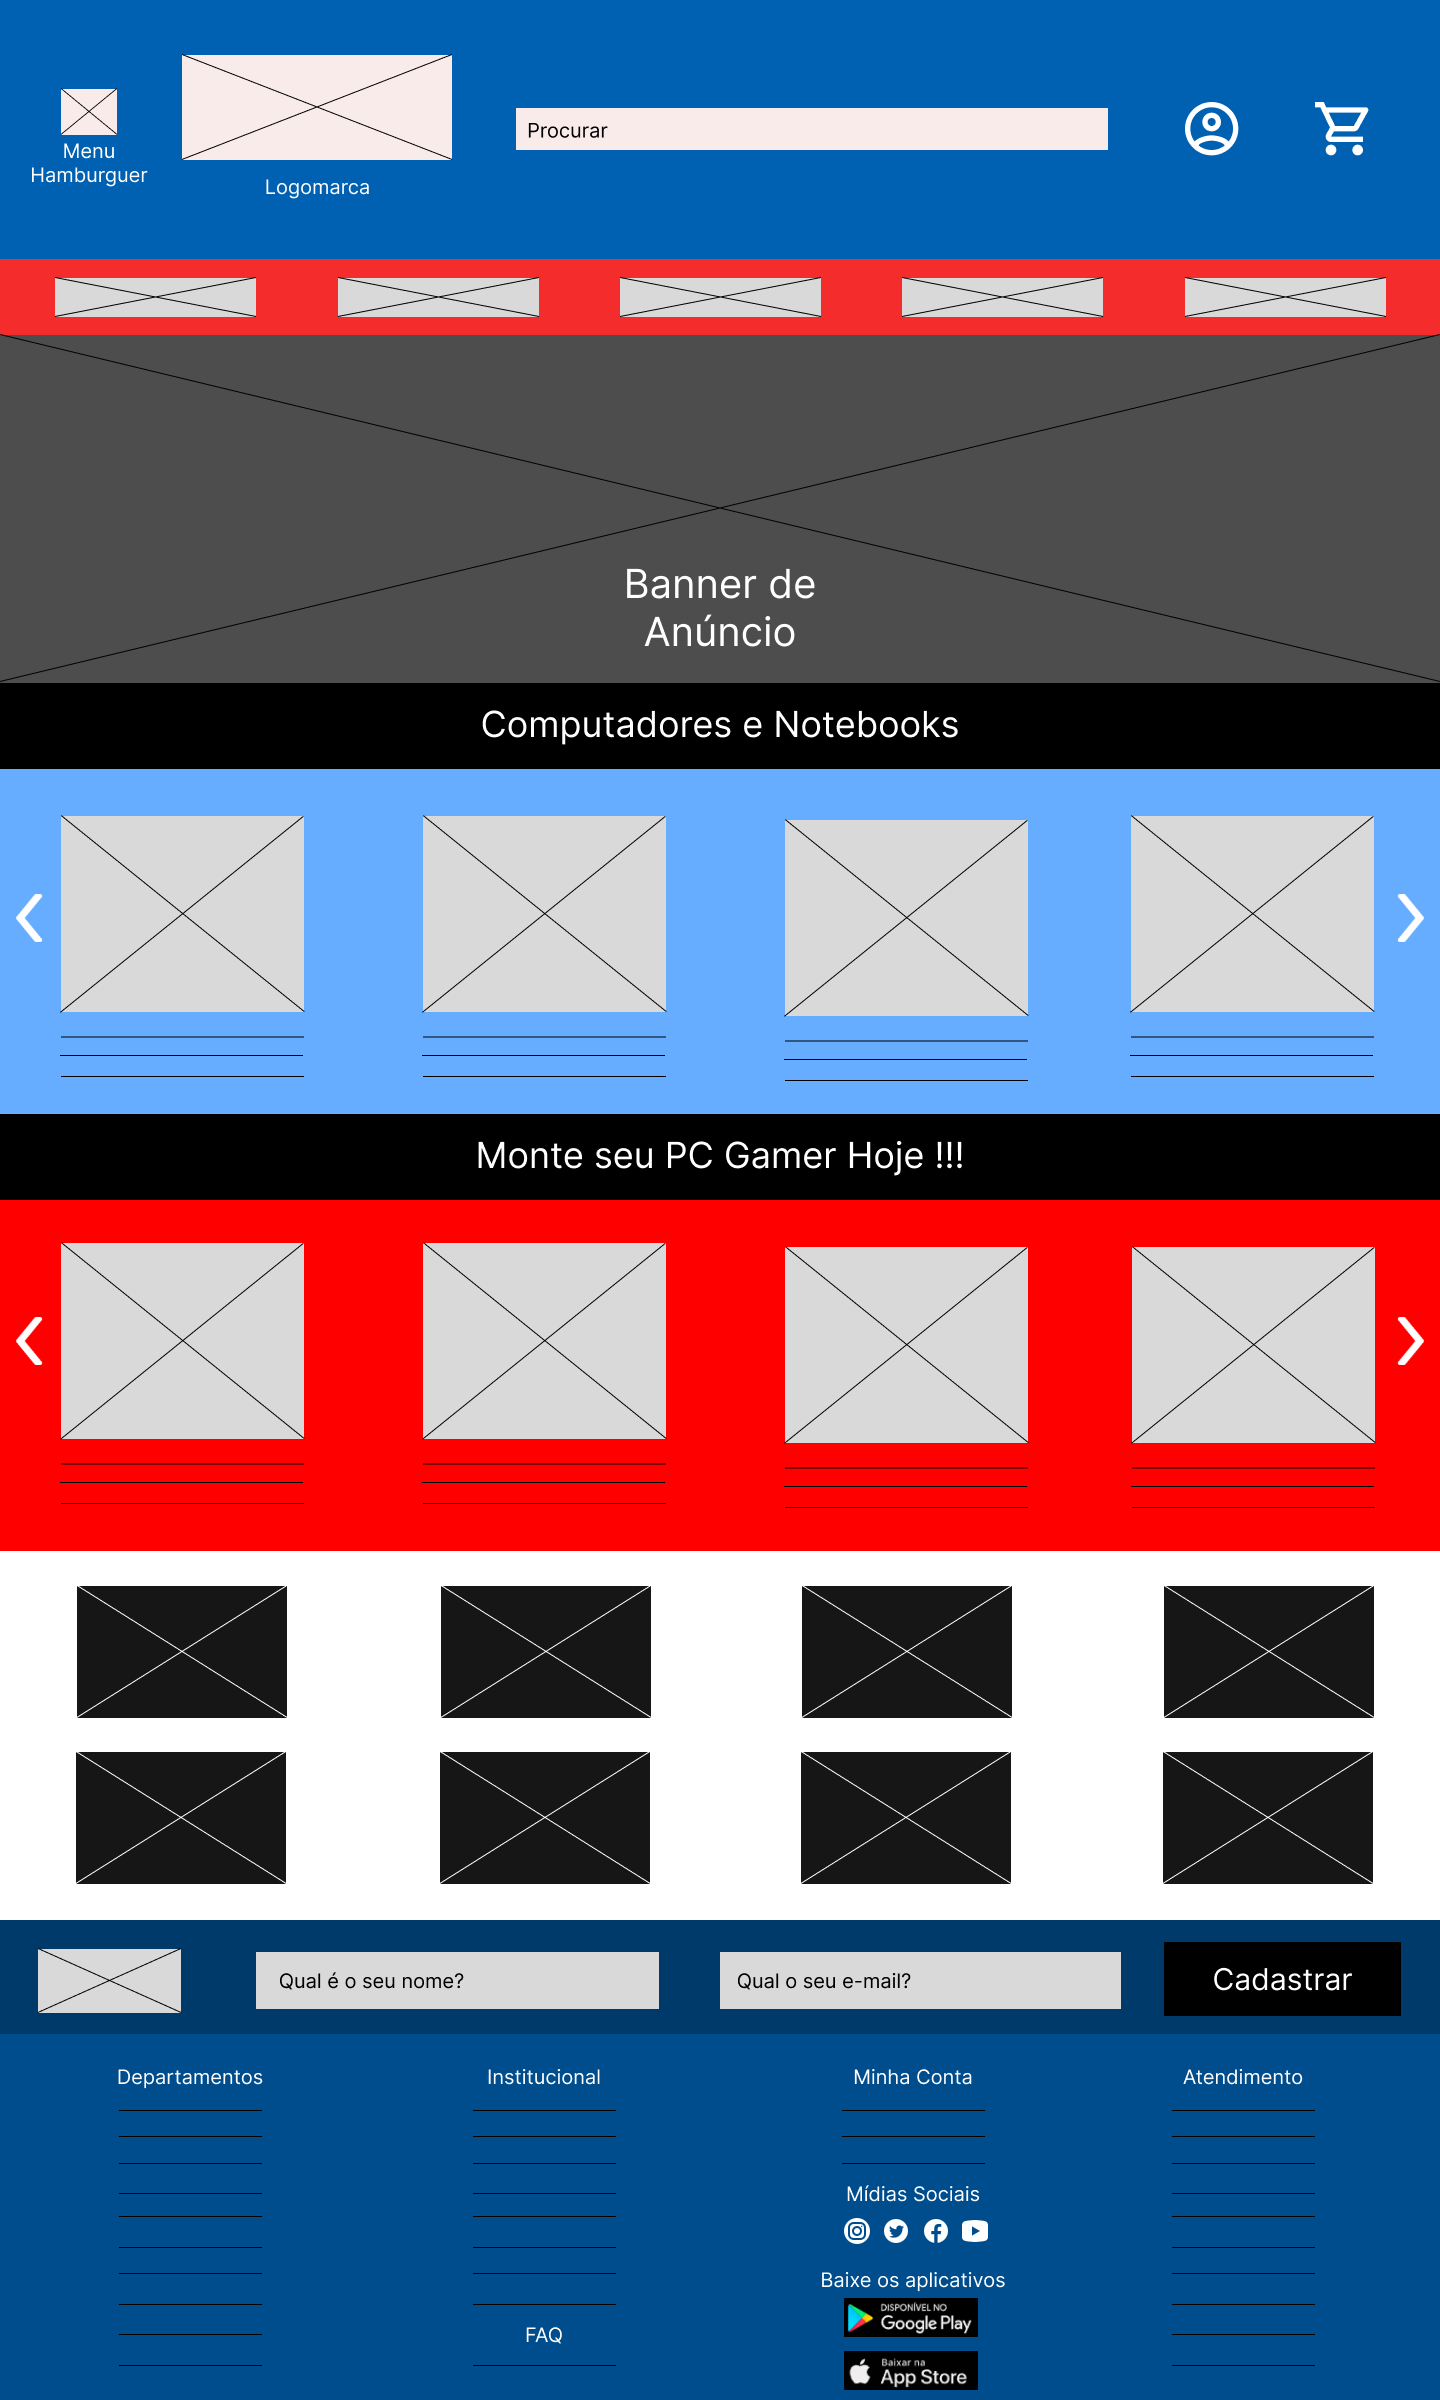 Menu
Hamburguer
Logomarca
Procurar
Banner de
Anúncio
Computadores e Notebooks
Monte seu PC Gamer Hoje !!!
Qual é o seu nome?
Qual o seu e-mail?
Cadastrar
Departamentos
Institucional
FAQ
Minha Conta
Mídias Sociais
Baixe os aplicativos
DISPONÍVEL NO
Google Play
Baixar na
App Store
Atendimento